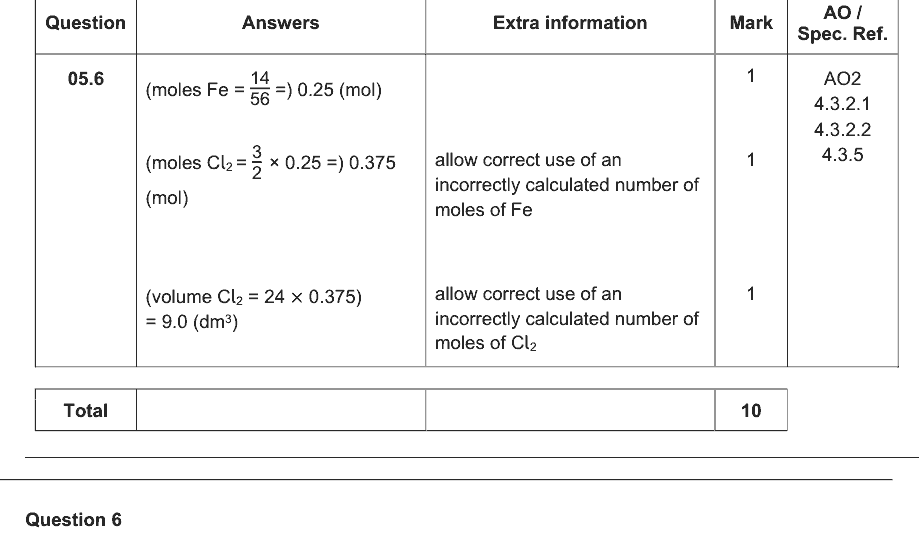 Question Answers Extra information Mark AO /
Spec. Ref.
05.6 (moles Fe = 14/56 =) 0.25 (mol) 1 AO2
4.3.2.1
4.3.2.2
4.3.5
(moles Cl₂ = 3/2 × 0.25 =) 0.375
(mol)
allow correct use of an 1
incorrectly calculated number of
moles of Fe
(volume Cl₂ = 24 × 0.375)
= 9.0 (dm³)
allow correct use of an 1
incorrectly calculated number of
moles of Cl₂
Total 10
Question 6